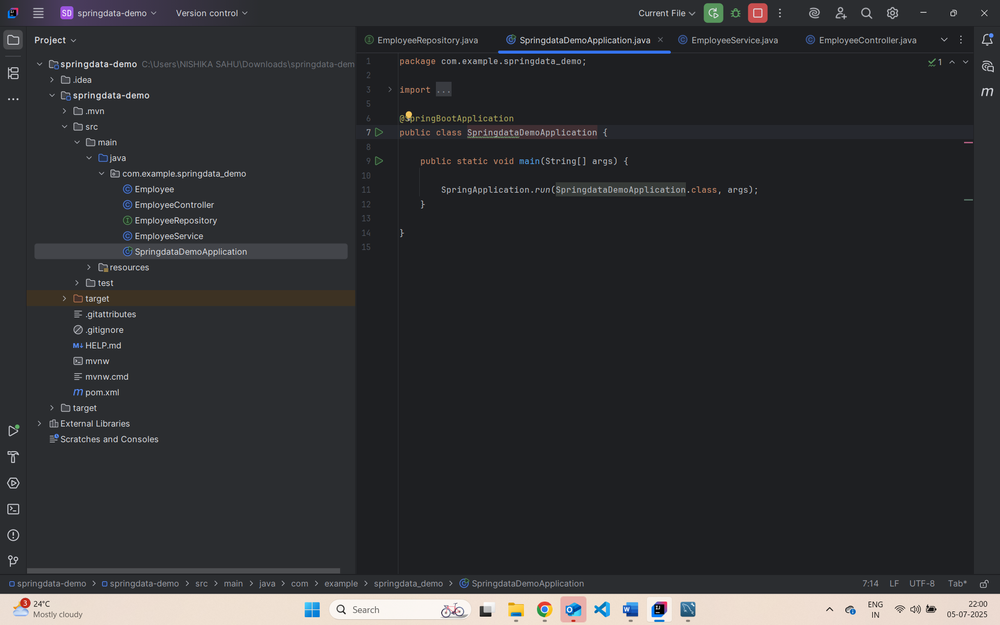 SD springdata-demo Version control Current File
Project
EmployeeRepository.java SpringdataDemoApplication.java EmployeeService.java EmployeeController.java
springdata-demo C:\Users\NISHIKA SAHU\Downloads\springdata-dem
.idea
springdata-demo
.mvn
src
main
java
com.example.springdata_demo
Employee
EmployeeController
EmployeeRepository
EmployeeService
SpringdataDemoApplication
resources
test
target
.gitattributes
.gitignore
HELP.md
mvnw
mvnw.cmd
pom.xml
target
External Libraries
Scratches and Consoles
1 package com.example.springdata_demo;
2
3 import ...
5
6 @SpringBootApplication
7 public class SpringdataDemoApplication {
8
9 public static void main(String[] args) {
10
11 SpringApplication.run(SpringdataDemoApplication.class, args);
12 }
13
14 }
15
1
springdata-demo springdata-demo src main java com example springdata_demo SpringdataDemoApplication 7:14 LF UTF-8 Tab*
3 24°C
Mostly cloudy
Search
ENG
IN
22:00
05-07-2025